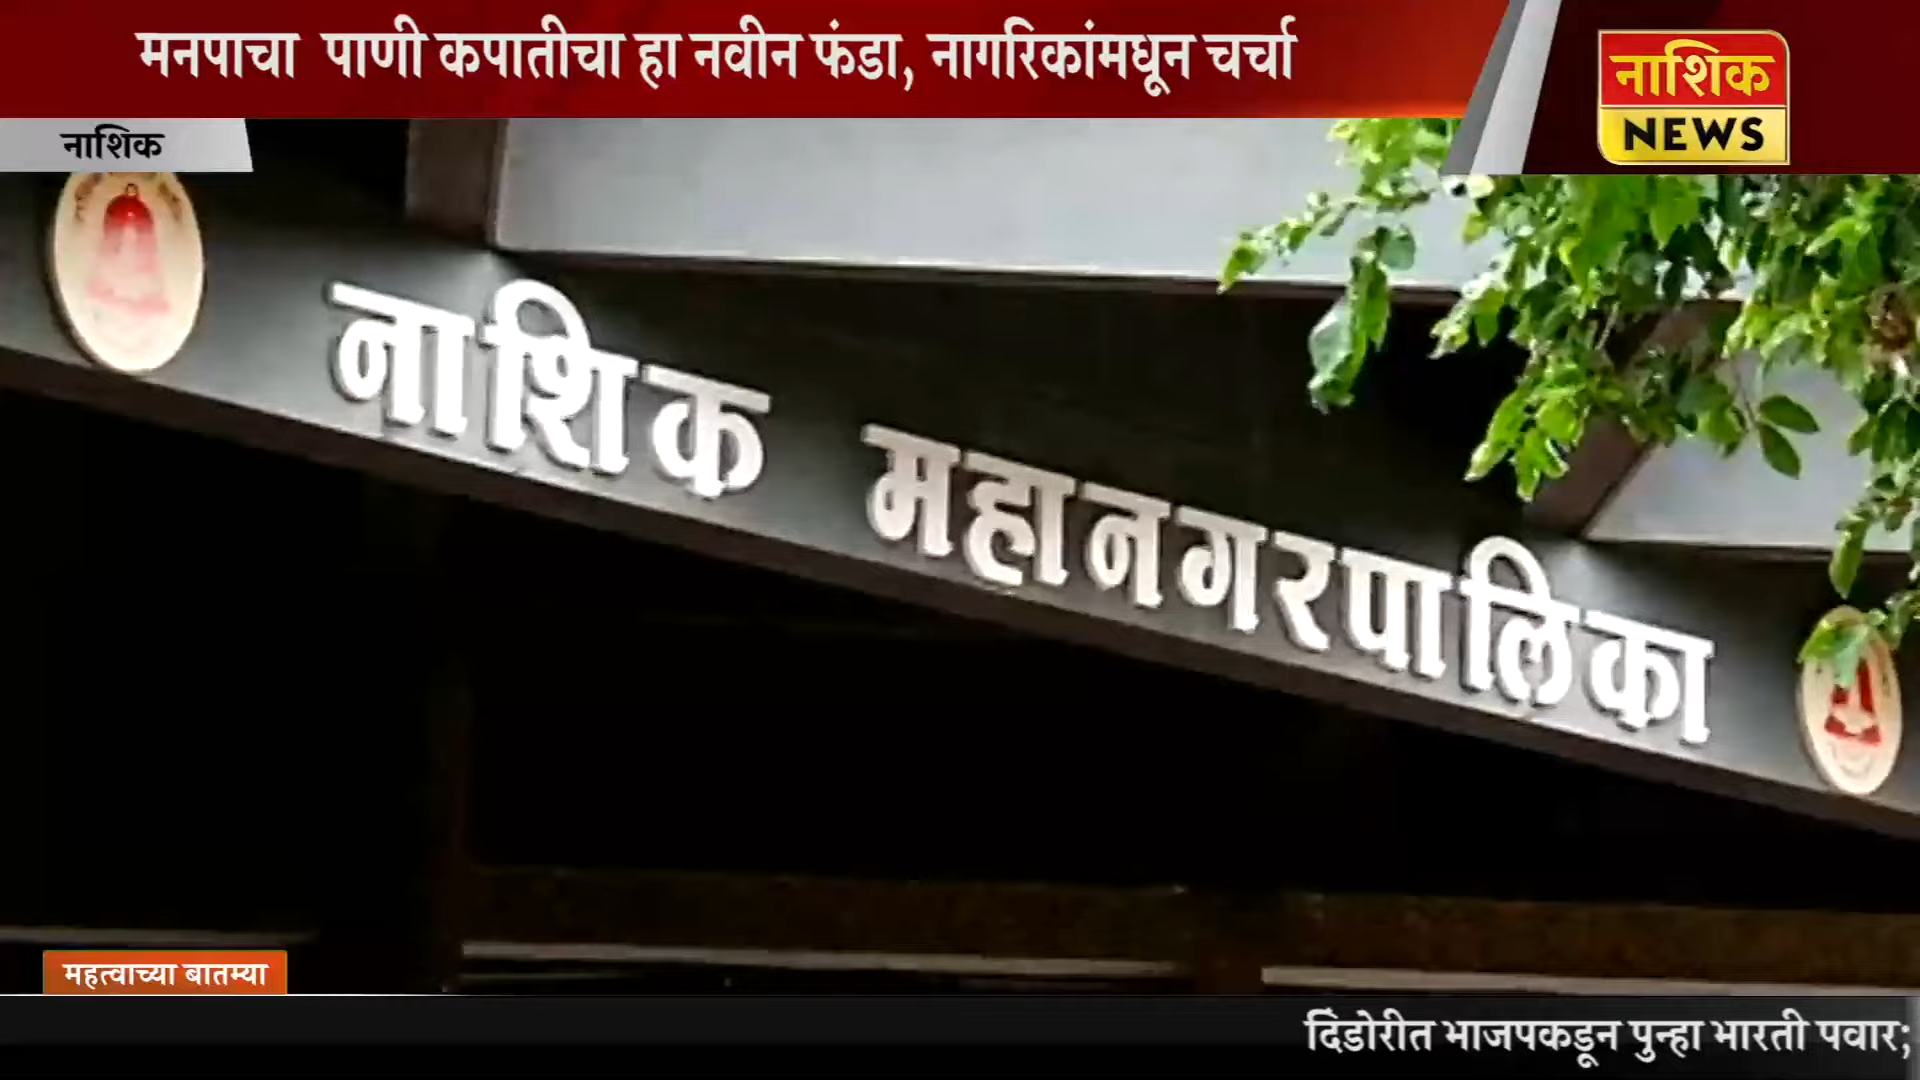 मनपाचा पाणी कपातीचा हा नवीन फंडा, नागरिकांमधून चर्चा
नाशिक
NEWS
नाशिक
नाशिक महानगरपालिका
महत्वाच्या बातम्या
दिंडोरीत भाजपकडून पुन्हा भारती पवार;